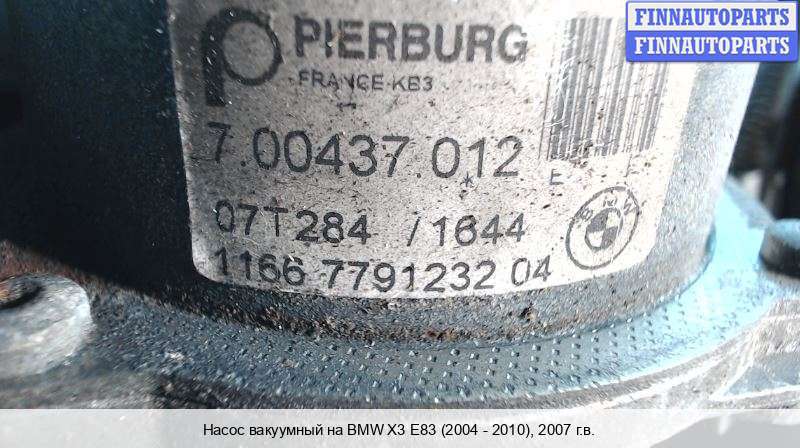 FINNAUTOPARTS
FINNAUTOPARTS
PIERBURG
FRANCE-KB3
7.00437.012
E F
07T284 / 1644
BMW
1166 7791232 04
Насос вакуумный на BMW X3 E83 (2004 - 2010), 2007 г.в.